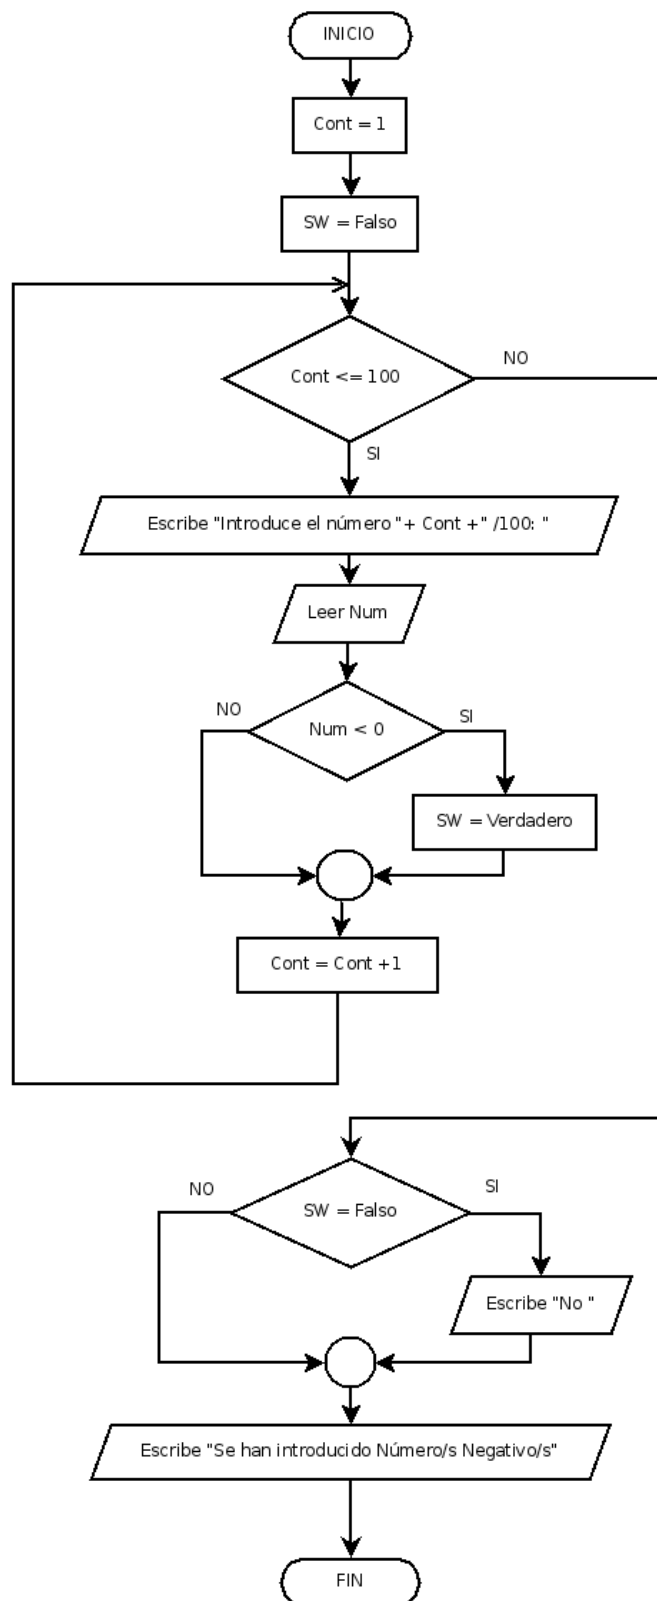 INICIO
Cont = 1
SW = Falso
Cont <= 100
NO
SI
Escribe "Introduce el número "+ Cont +" /100: "
Leer Num
NO
Num < 0
SI
SW = Verdadero
Cont = Cont +1
NO
SW = Falso
SI
Escribe "No "
Escribe "Se han introducido Número/s Negativo/s"
FIN